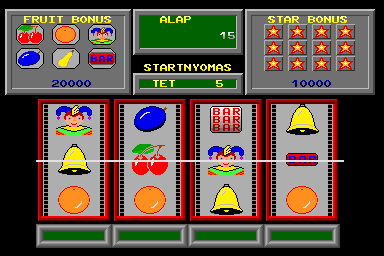 FRUIT BONUS
ALAP
STAR BONUS
15
BAR
STARTNYOMAS
20000
TET 5
10000
BAR
BAR
BAR
BAR